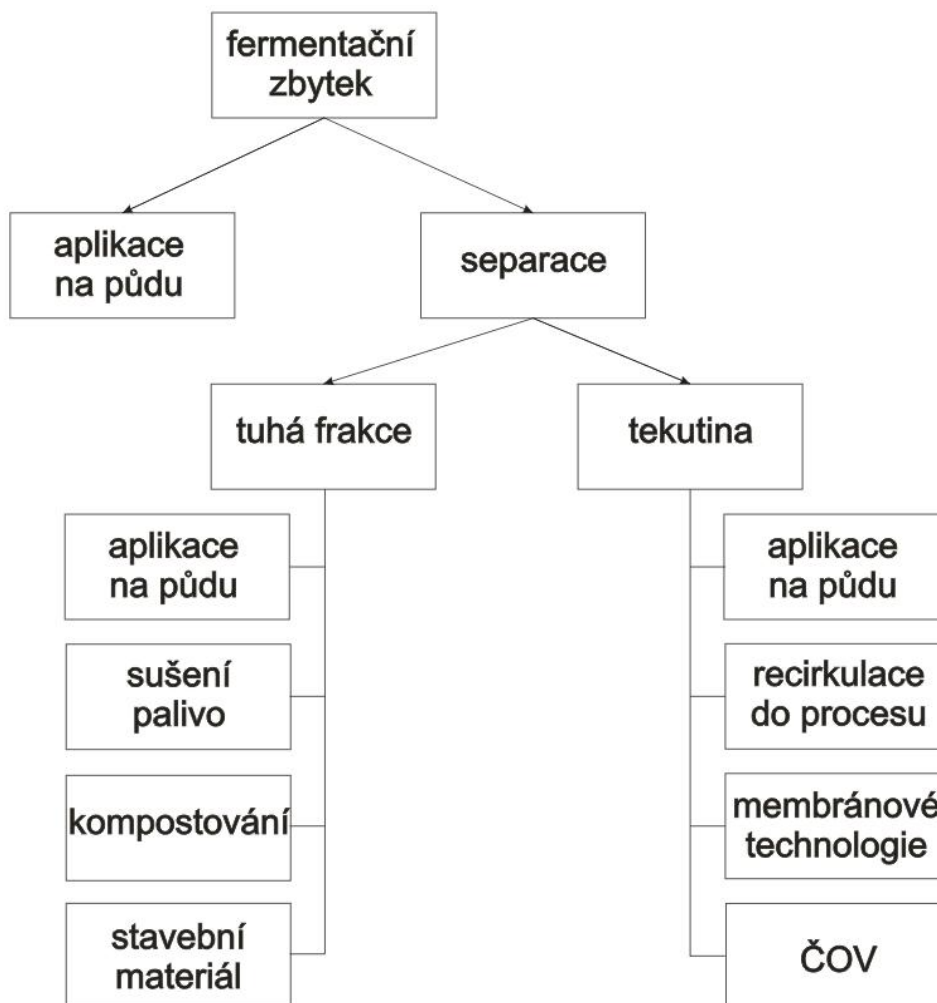 fermentační
zbytek
aplikace
na půdu
separace
tuhá frakce
tekutina
aplikace
na půdu
sušení
palivo
kompostování
stavební
materiál
aplikace
na půdu
recirkulace
do procesu
membránové
technologie
ČOV